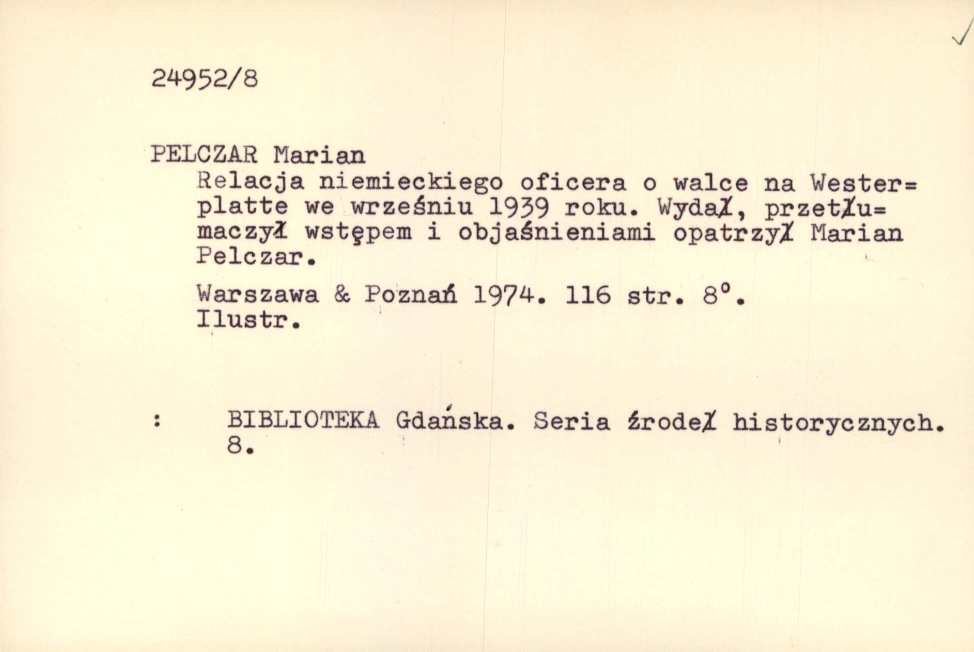 24952/8
PELCZAR Marian
Relacja niemieckiego oficera o walce na Wester=
platte we wrześniu 1939 roku. Wydał, przetłu=
maczył wstępem i objaśnieniami opatrzył Marian
Pelczar.
Warszawa & Poznań 1974. 116 str. 8°.
Ilustr.
: BIBLIOTEKA Gdańska. Seria źrodeł historycznych.
8.